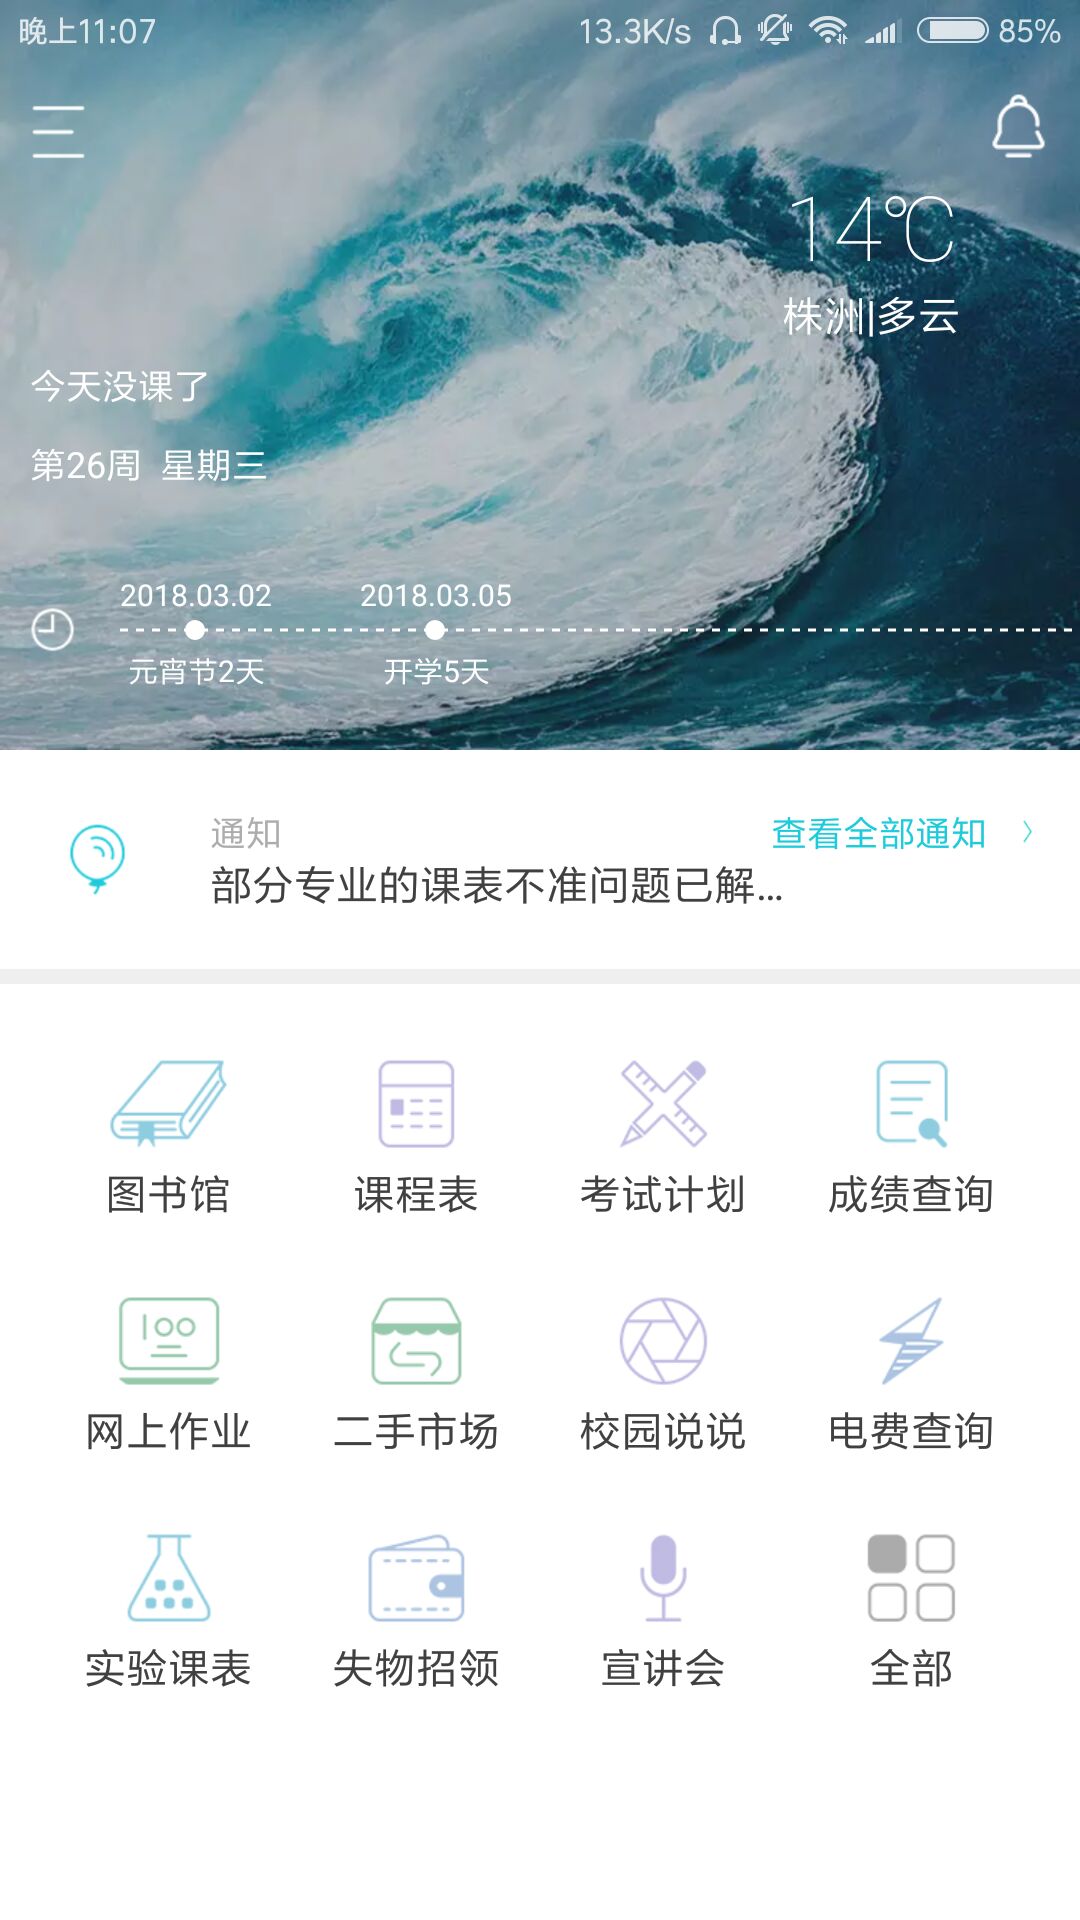 晚上11:07 13.3K/s 85%
14℃
株洲|多云
今天没课了
第26周 星期三
2018.03.02 2018.03.05
元宵节2天 开学5天
通知 查看全部通知
部分专业的课表不准问题已解...
图书馆 课程表 考试计划 成绩查询
网上作业 二手市场 校园说说 电费查询
实验课表 失物招领 宣讲会 全部